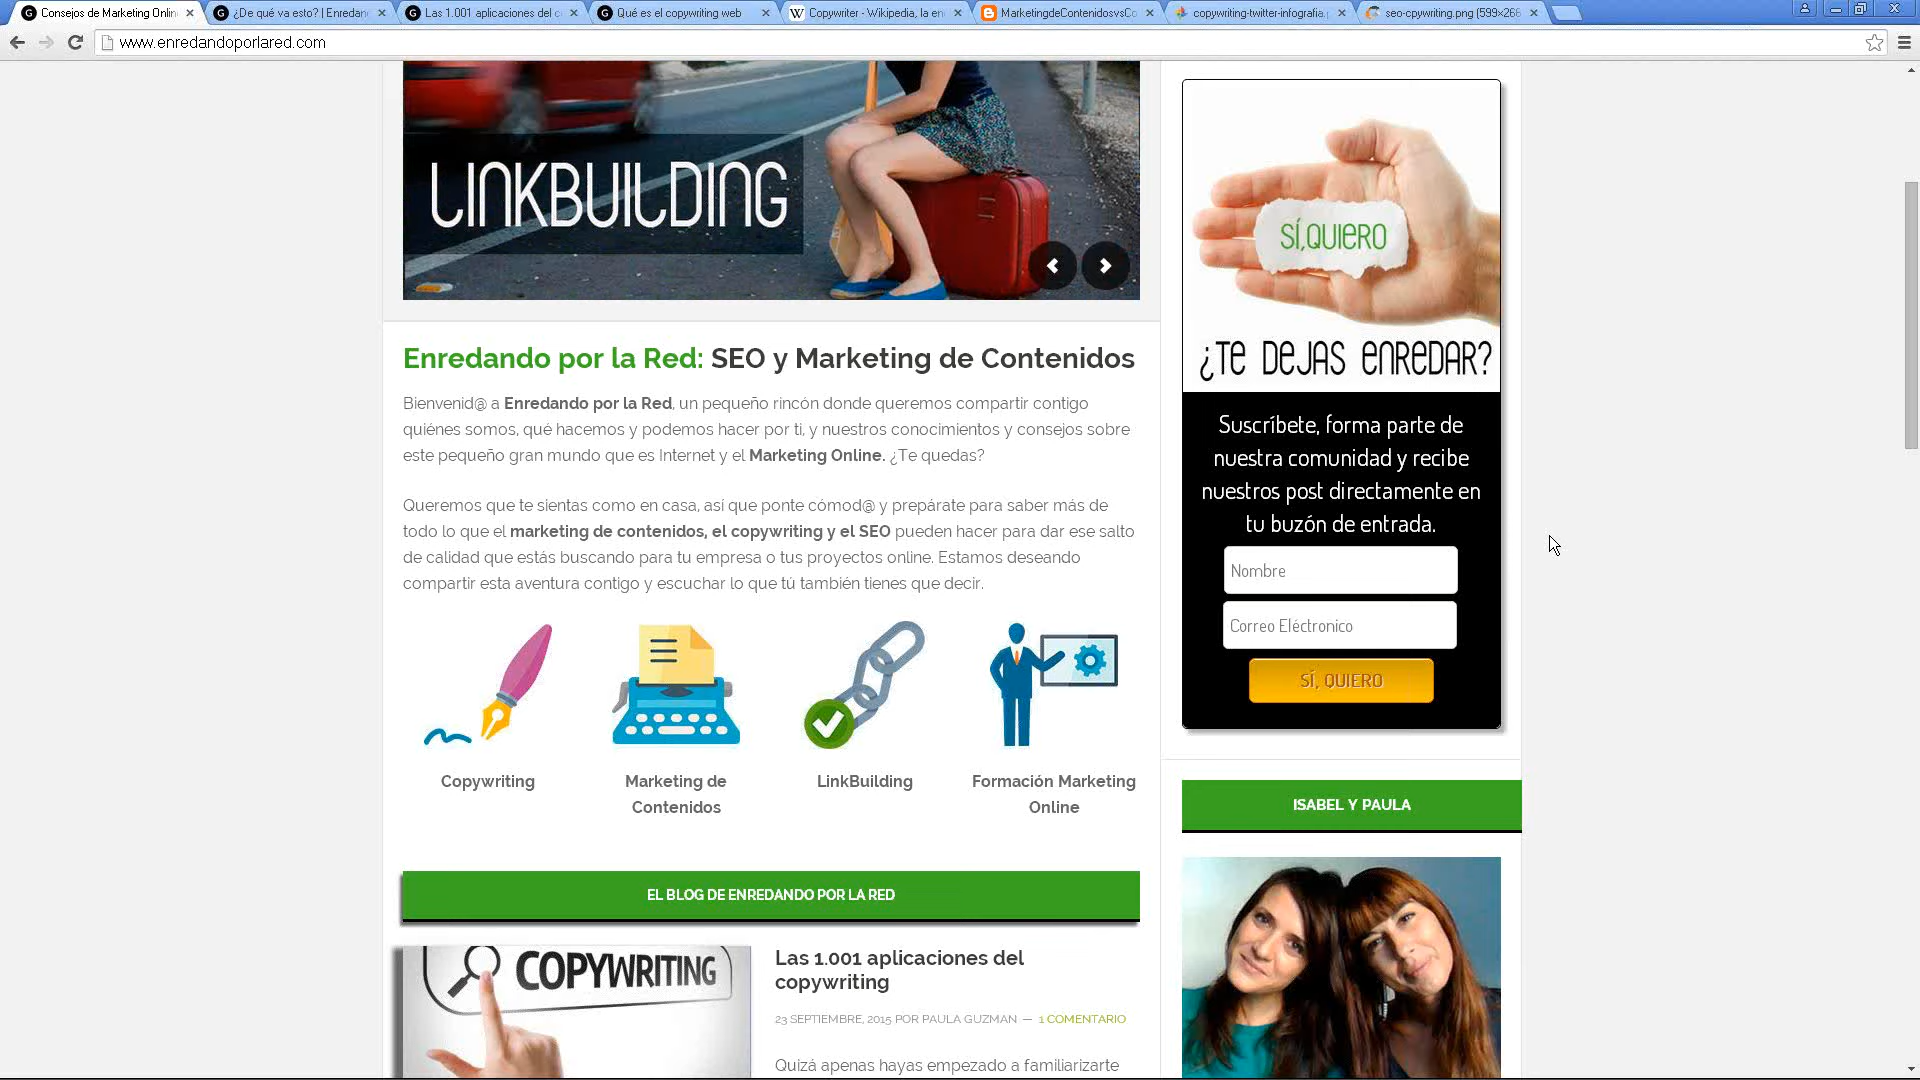 Consejos de Marketing Onlin
¿De qué va esto? | Enredan
Las 1.001 aplicaciones del c
Qué es el copywriting web
Copywriter - Wikipedia, la en
MarketingdeContenidosvsCo
copywriting-twitter-infografia.
seo-cpywriting.png (599×266
www.enredandoporlared.com
LINKBUILDING
SÍ,QUIERO
¿TE DEJAS ENREDAR?
Suscríbete, forma parte de
nuestra comunidad y recibe
nuestros post directamente en
tu buzón de entrada.
Nombre
Correo Eléctronico
SÍ, QUIERO
Enredando por la Red: SEO y Marketing de Contenidos
Bienvenid@ a Enredando por la Red, un pequeño rincón donde queremos compartir contigo
quiénes somos, qué hacemos y podemos hacer por ti, y nuestros conocimientos y consejos sobre
este pequeño gran mundo que es Internet y el Marketing Online. ¿Te quedas?
Queremos que te sientas como en casa, así que ponte cómod@ y prepárate para saber más de
todo lo que el marketing de contenidos, el copywriting y el SEO pueden hacer para dar ese salto
de calidad que estás buscando para tu empresa o tus proyectos online. Estamos deseando
compartir esta aventura contigo y escuchar lo que tú también tienes que decir.
Copywriting
Marketing de
Contenidos
LinkBuilding
Formación Marketing
Online
ISABEL Y PAULA
EL BLOG DE ENREDANDO POR LA RED
COPYWRITING
Las 1.001 aplicaciones del
copywriting
23 SEPTIEMBRE, 2015 POR PAULA GUZMAN — 1 COMENTARIO
Quizá apenas hayas empezado a familiarizarte